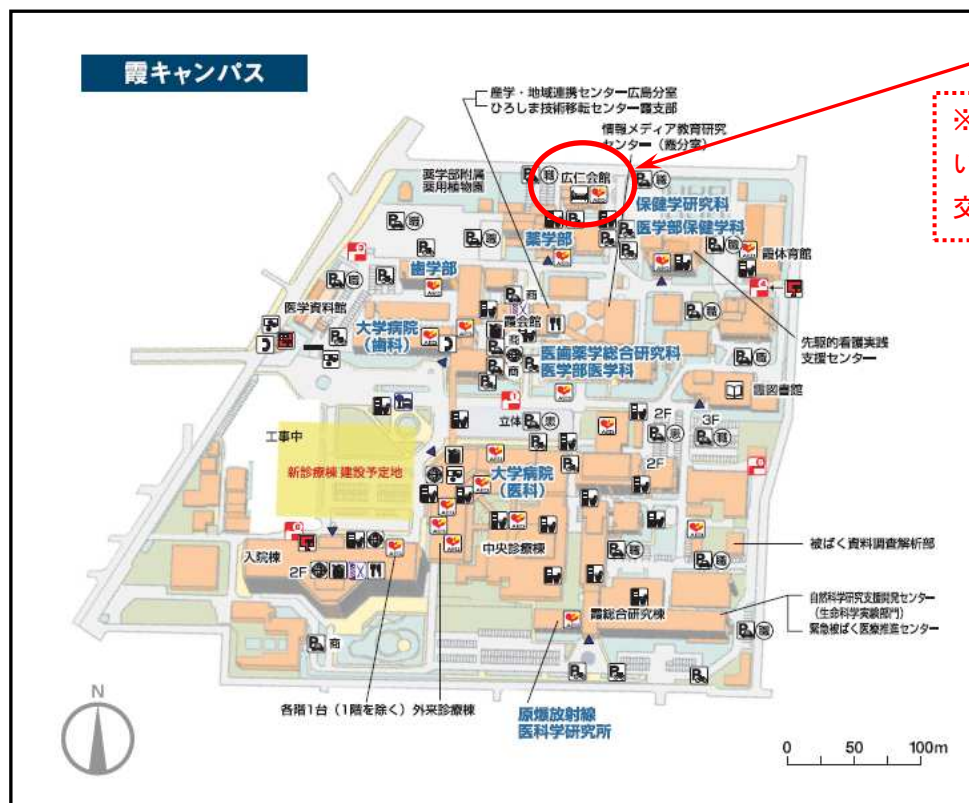 霞キャンパス
産学・地域連携センター広島分室
ひろしま技術移転センター霞支部
情報メディア教育研究
センター（霞分室）
※
い
交
薬学部附属
薬用植物園
広仁会館
保健学研究科
医学部保健学科
薬学部
霞体育館
歯学部
医学資料館
大学病院
（歯科）
霞会館
商
商
商
先駆的看護実践
支援センター
医歯薬学総合研究科
医学部医学科
霞図書館
立体
2F
3F
2F
工事中
新診療棟 建設予定地
大学病院
（医科）
中央診療棟
入院棟
2F
被ばく資料調査解析部
霞総合研究棟
自然科学研究支援開発センター
（生命科学実験部門）
緊急被ばく医療推進センター
商
各階1台（1階を除く）
外来診療棟
原爆放射線
医科学研究所
N
0 50 100m